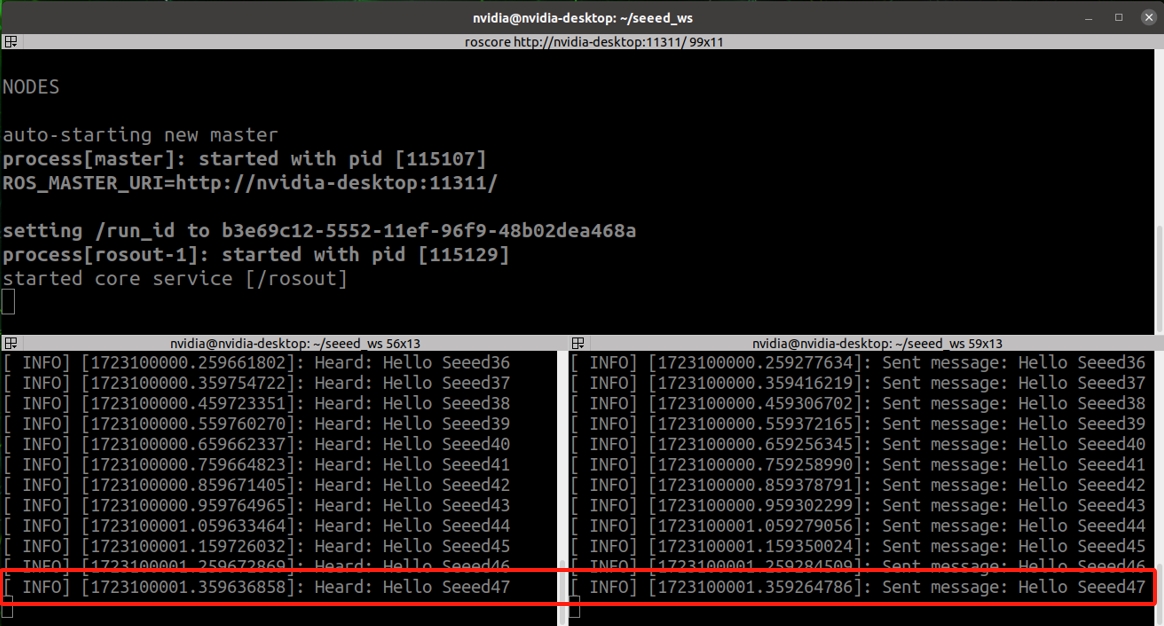 nvidia@nvidia-desktop: ~/seeed_ws
roscore http://nvidia-desktop:11311/ 99x11
NODES
auto-starting new master
process[master]: started with pid [115107]
ROS_MASTER_URI=http://nvidia-desktop:11311/
setting /run_id to b3e69c12-5552-11ef-96f9-48b02dea468a
process[rosout-1]: started with pid [115129]
started core service [/rosout]
nvidia@nvidia-desktop: ~/seeed_ws 56x13
[ INFO] [1723100000.259661802]: Heard: Hello Seeed36
[ INFO] [1723100000.359754722]: Heard: Hello Seeed37
[ INFO] [1723100000.459723351]: Heard: Hello Seeed38
[ INFO] [1723100000.559760270]: Heard: Hello Seeed39
[ INFO] [1723100000.659662337]: Heard: Hello Seeed40
[ INFO] [1723100000.759664823]: Heard: Hello Seeed41
[ INFO] [1723100000.859671405]: Heard: Hello Seeed42
[ INFO] [1723100000.959764965]: Heard: Hello Seeed43
[ INFO] [1723100001.059633464]: Heard: Hello Seeed44
[ INFO] [1723100001.159726032]: Heard: Hello Seeed45
[ INFO] [1723100001.259672869]: Heard: Hello Seeed46
[ INFO] [1723100001.359636858]: Heard: Hello Seeed47
nvidia@nvidia-desktop: ~/seeed_ws 59x13
[ INFO] [1723100000.259277634]: Sent message: Hello Seeed36
[ INFO] [1723100000.359416219]: Sent message: Hello Seeed37
[ INFO] [1723100000.459306702]: Sent message: Hello Seeed38
[ INFO] [1723100000.559372165]: Sent message: Hello Seeed39
[ INFO] [1723100000.659256345]: Sent message: Hello Seeed40
[ INFO] [1723100000.759258990]: Sent message: Hello Seeed41
[ INFO] [1723100000.859378791]: Sent message: Hello Seeed42
[ INFO] [1723100000.959302299]: Sent message: Hello Seeed43
[ INFO] [1723100001.059279056]: Sent message: Hello Seeed44
[ INFO] [1723100001.159350024]: Sent message: Hello Seeed45
[ INFO] [1723100001.259284509]: Sent message: Hello Seeed46
[ INFO] [1723100001.359264786]: Sent message: Hello Seeed47